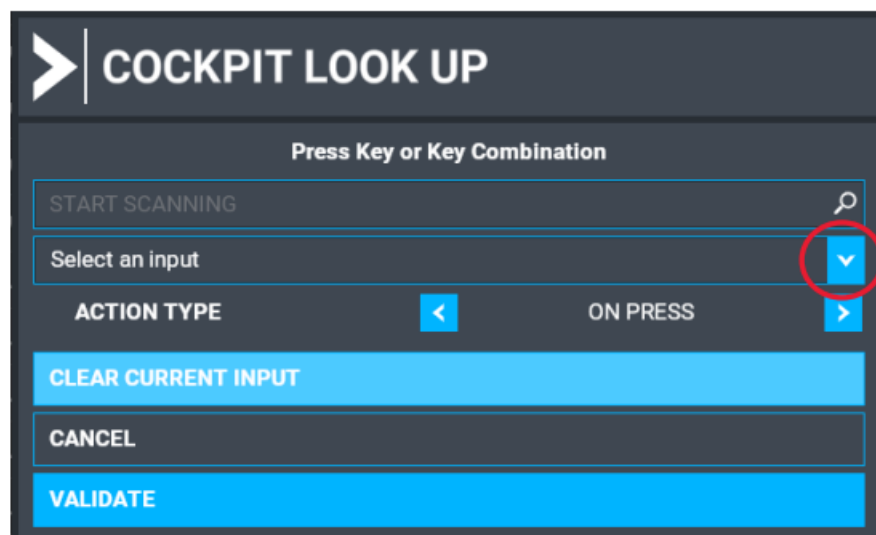 COCKPIT LOOK UP
Press Key or Key Combination
START SCANNING
Select an input
ACTION TYPE ON PRESS
CLEAR CURRENT INPUT
CANCEL
VALIDATE